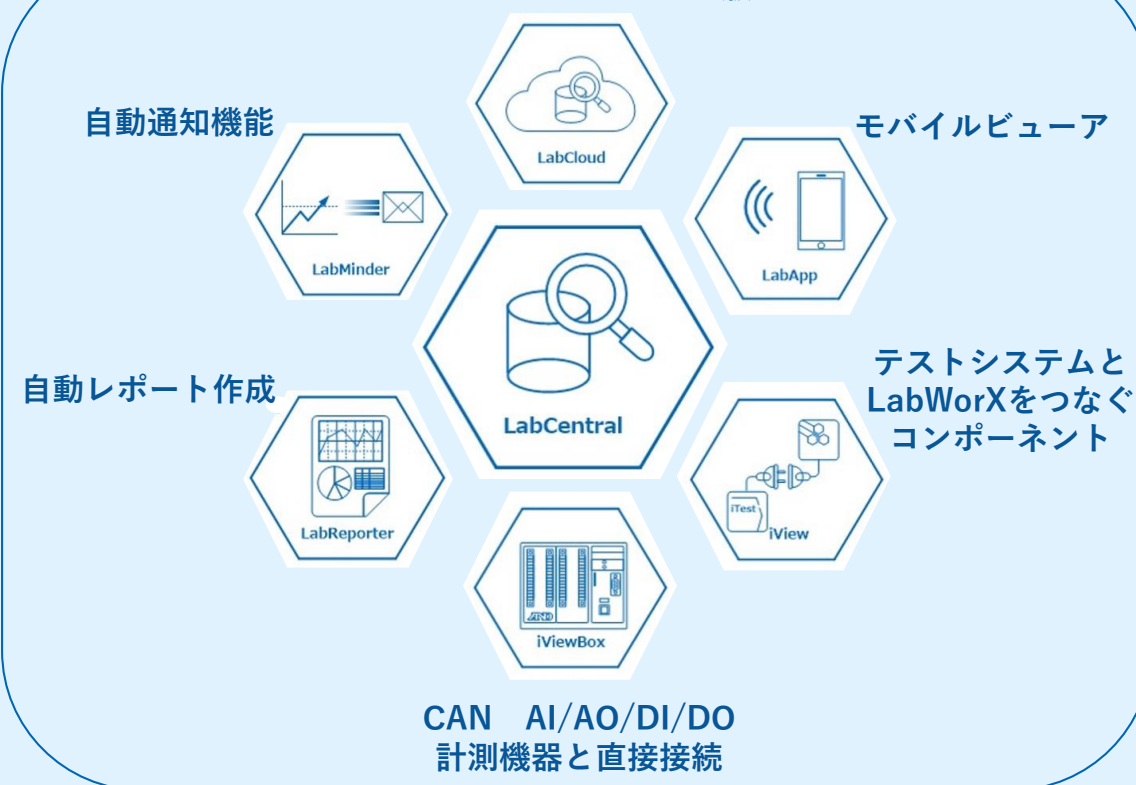 LabCloud
自動通知機能
モバイルビューア
LabMinder
LabApp
LabCentral
自動レポート作成
テストシステムと
LabWorXをつなぐ
コンポーネント
LabReporter
iTest
iView
AND
iViewBox
CAN　AI/AO/DI/DO
計測機器と直接接続